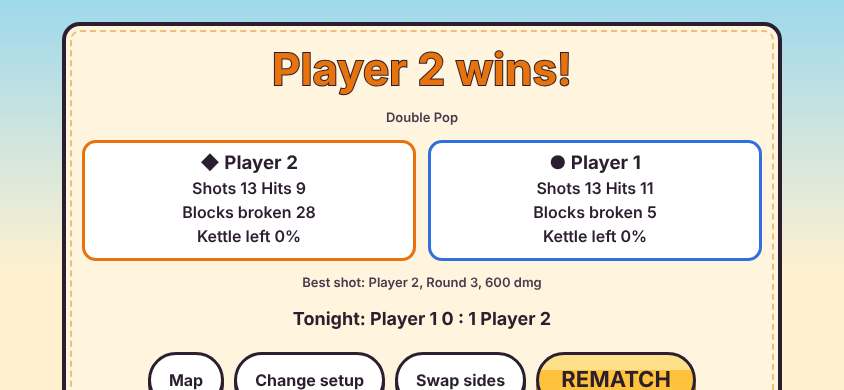 Player 2 wins!
Double Pop
◆ Player 2
Shots 13 Hits 9
Blocks broken 28
Kettle left 0%
● Player 1
Shots 13 Hits 11
Blocks broken 5
Kettle left 0%
Best shot: Player 2, Round 3, 600 dmg
Tonight: Player 1 0 : 1 Player 2
Map
Change setup
Swap sides
REMATCH